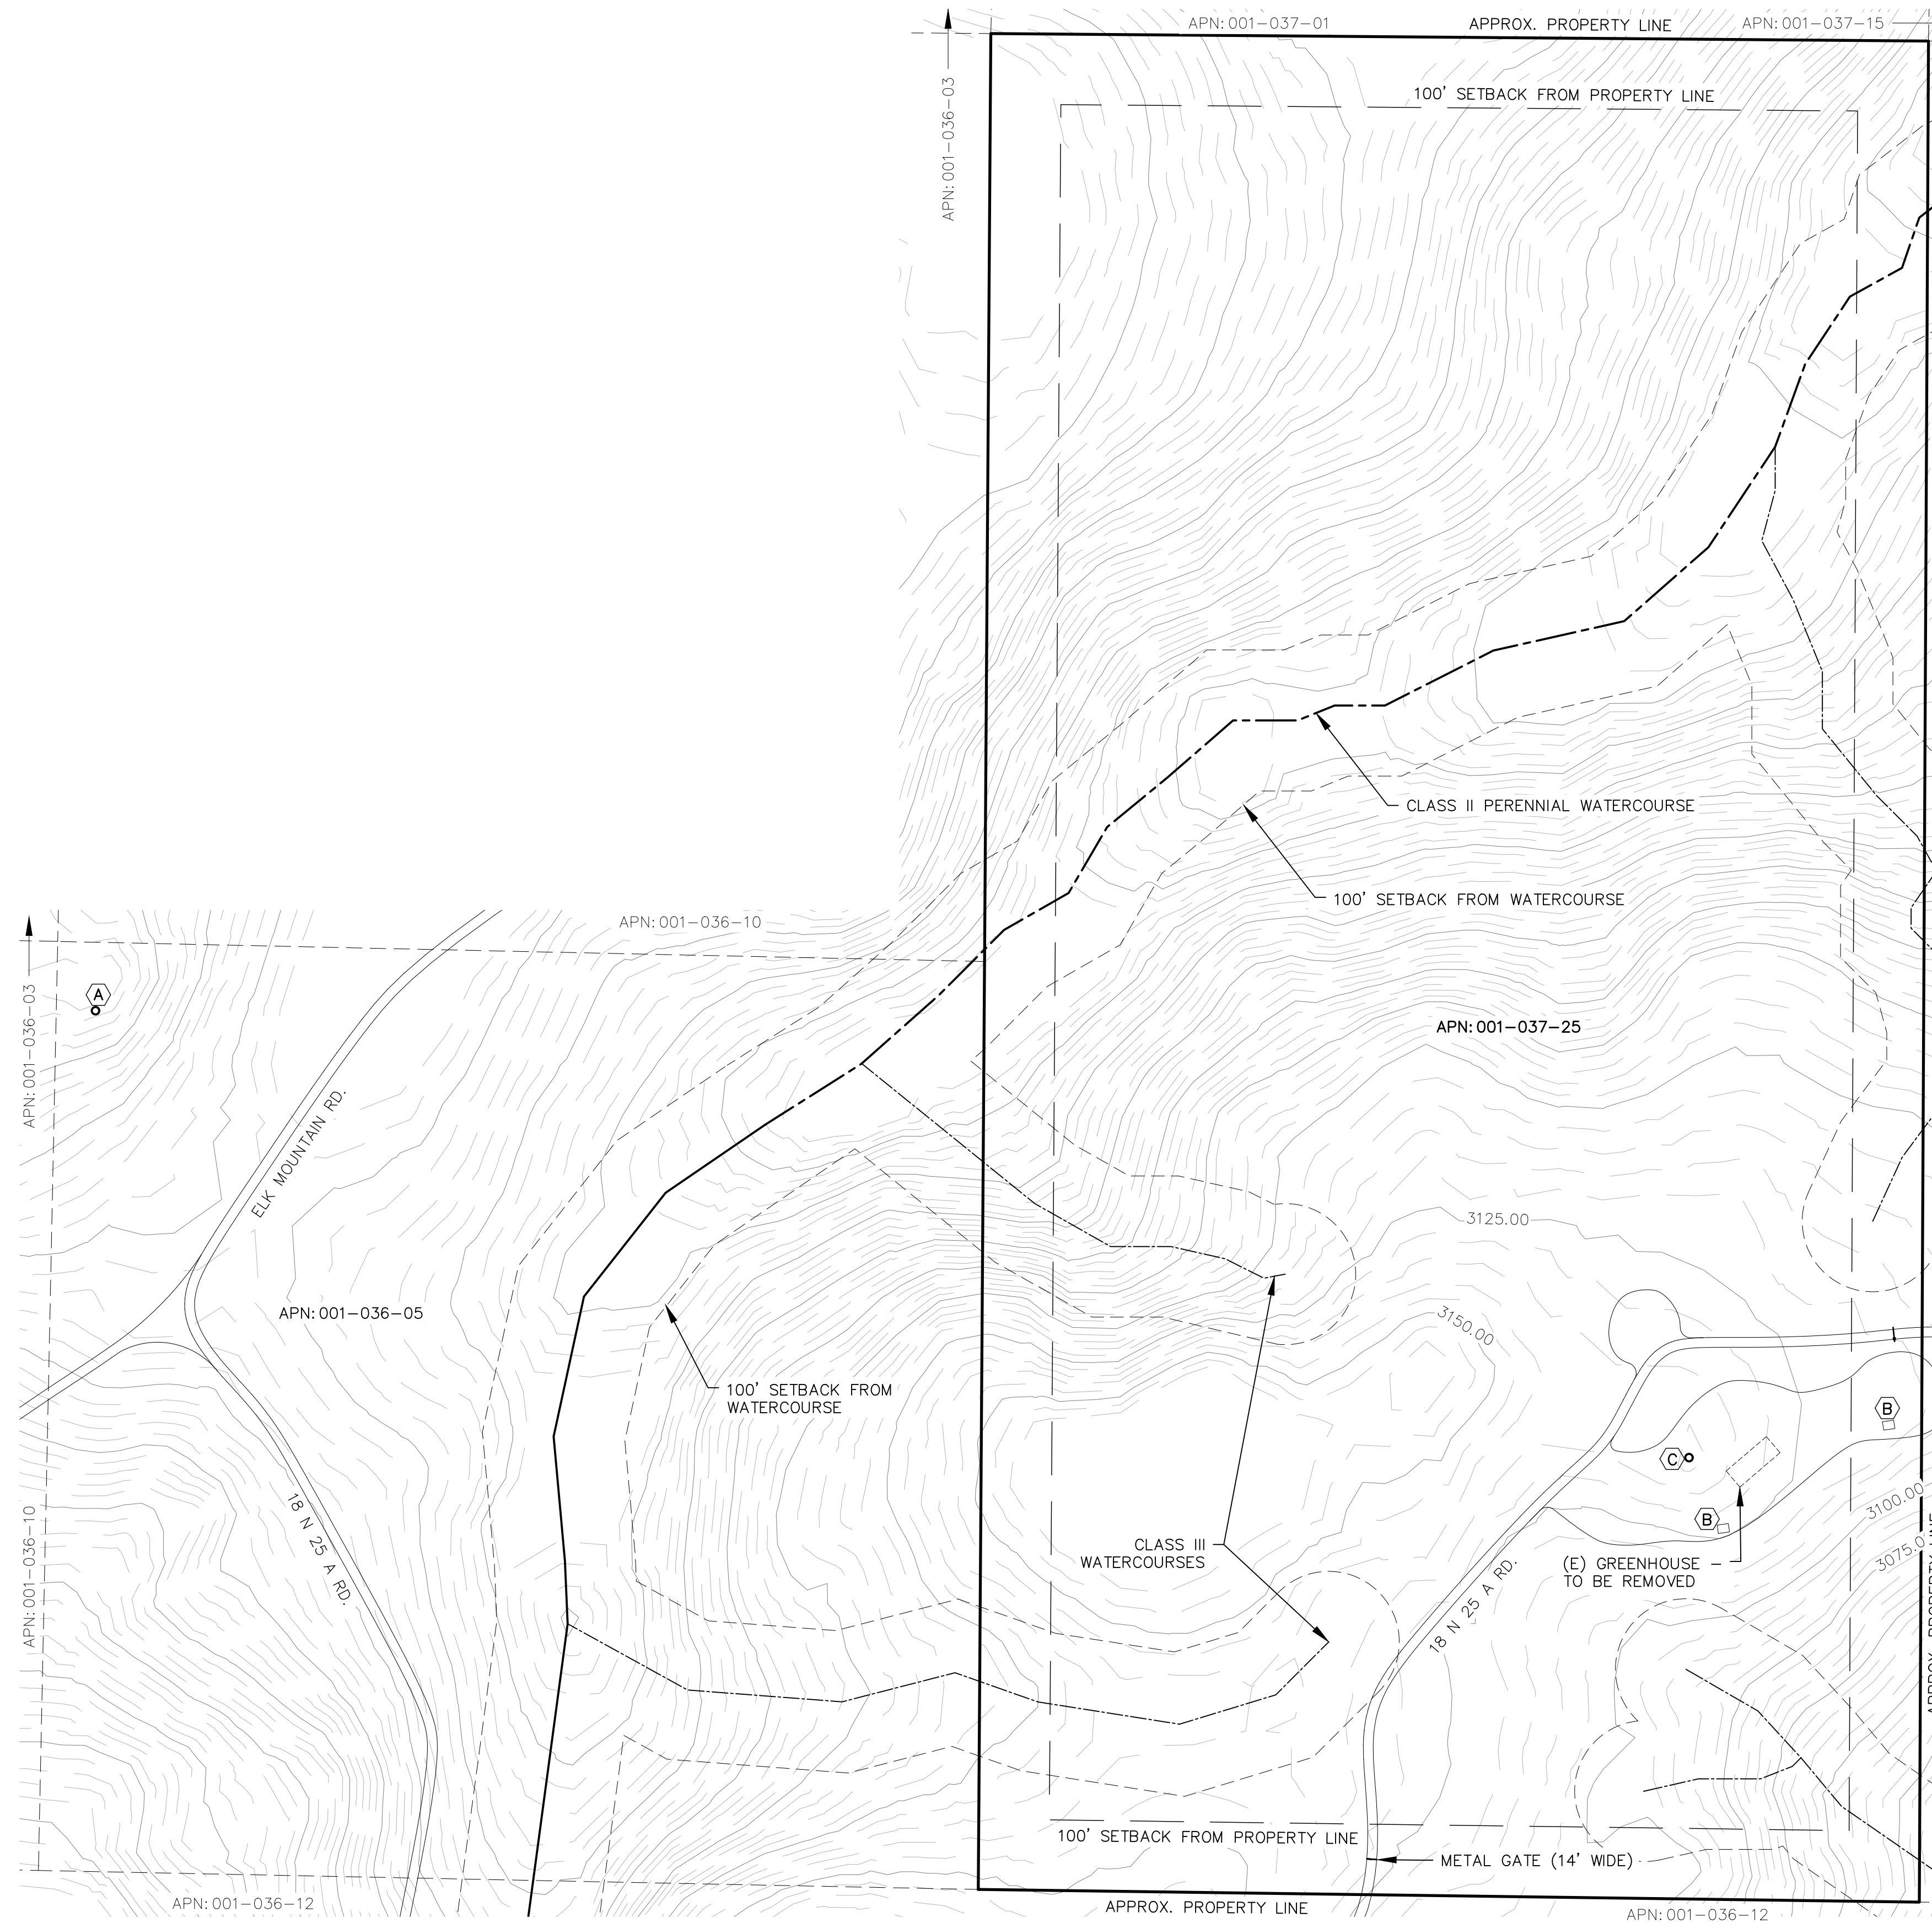 APN: 001-037-01
APPROX. PROPERTY LINE
APN: 001-037-15
APN: 001-036-03
100' SETBACK FROM PROPERTY LINE
CLASS II PERENNIAL WATERCOURSE
100' SETBACK FROM WATERCOURSE
APN: 001-036-10
A
APN: 001-036-03
APN: 001-037-25
ELK MOUNTAIN RD.
3125.00
APN: 001-036-05
3150.00
100' SETBACK FROM
WATERCOURSE
B
C
18 N 25 A RD.
APN: 001-036-10
3100.00
B
CLASS III
WATERCOURSES
(E) GREENHOUSE -
TO BE REMOVED
3075.0
18 N 25 A RD.
APPROX. PROPERTY LINE
100' SETBACK FROM PROPERTY LINE
METAL GATE (14' WIDE)
APN: 001-036-12
APPROX. PROPERTY LINE
APN: 001-036-12